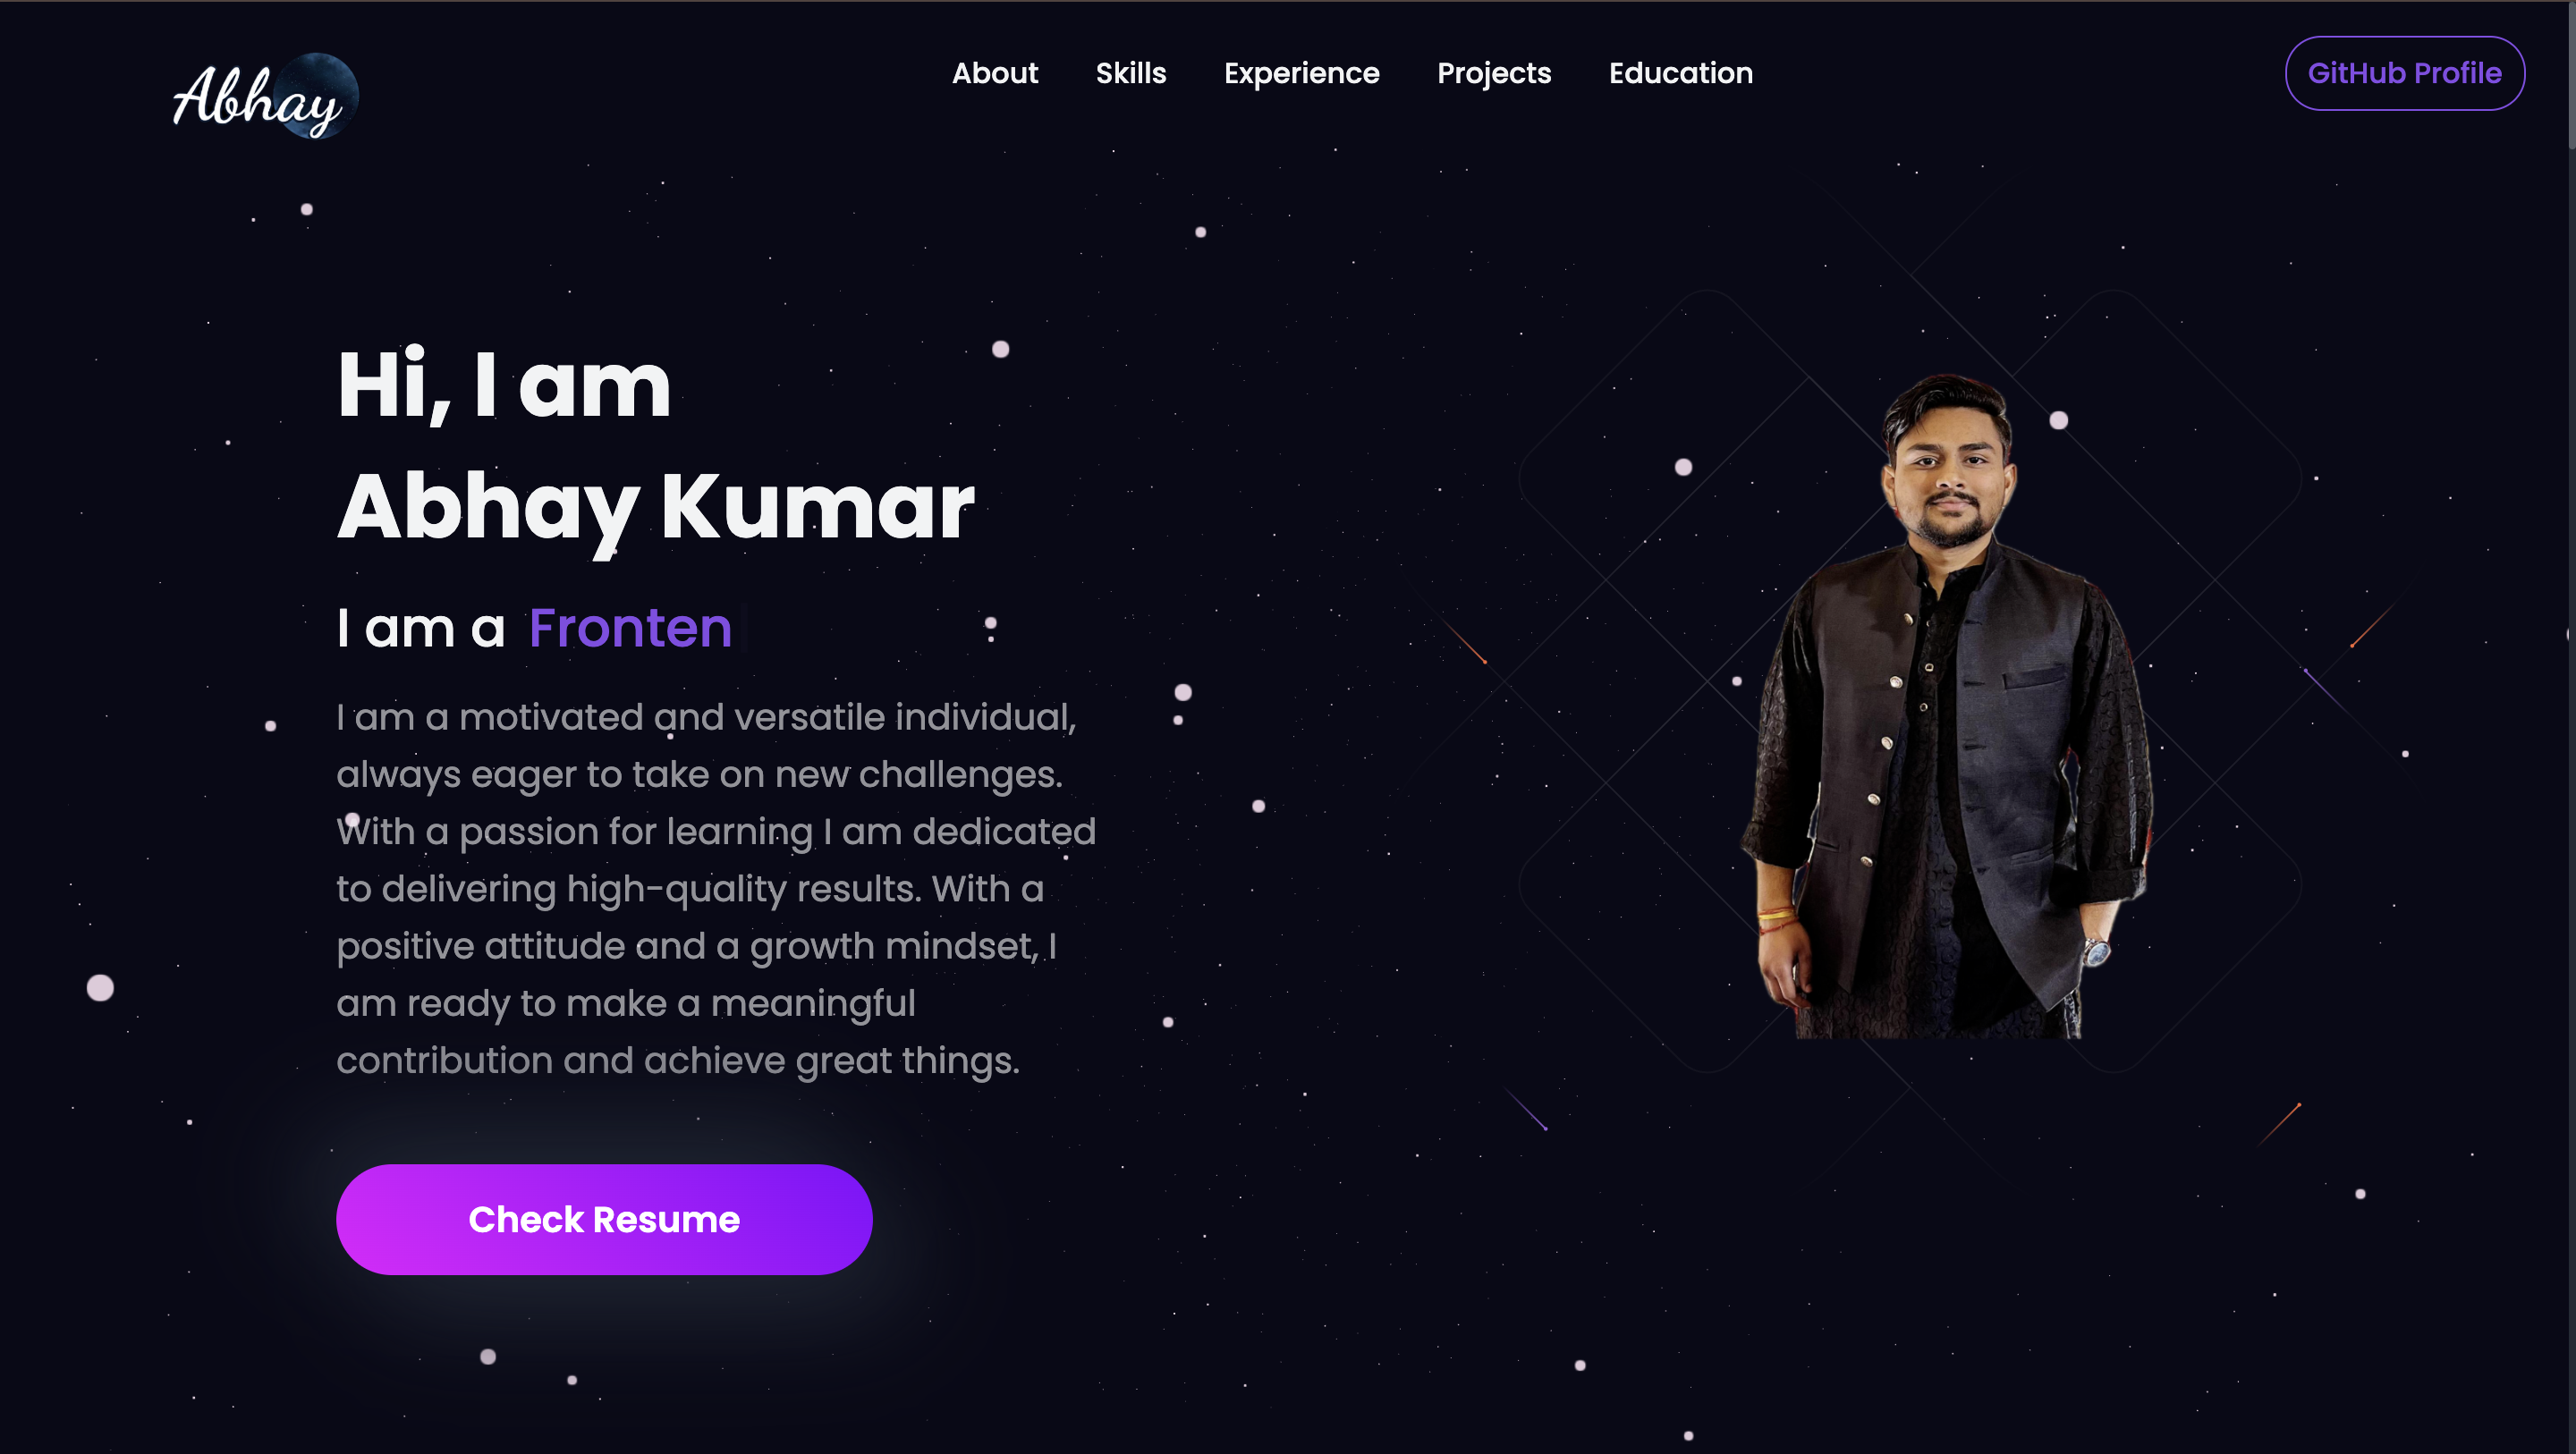 Abhay
About Skills Experience Projects Education
GitHub Profile
Hi, I am
Abhay Kumar
I am a Fronten
I am a motivated and versatile individual,
always eager to take on new challenges.
With a passion for learning I am dedicated
to delivering high-quality results. With a
positive attitude and a growth mindset, I
am ready to make a meaningful
contribution and achieve great things.
Check Resume